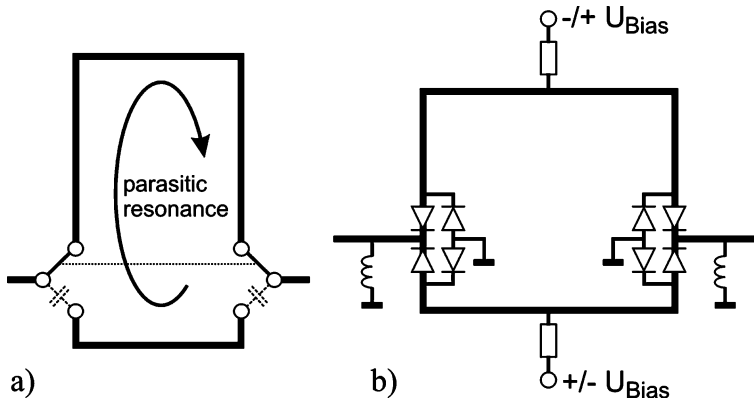 -/+ U_Bias
parasitic
resonance
a)
b)
+/- U_Bias